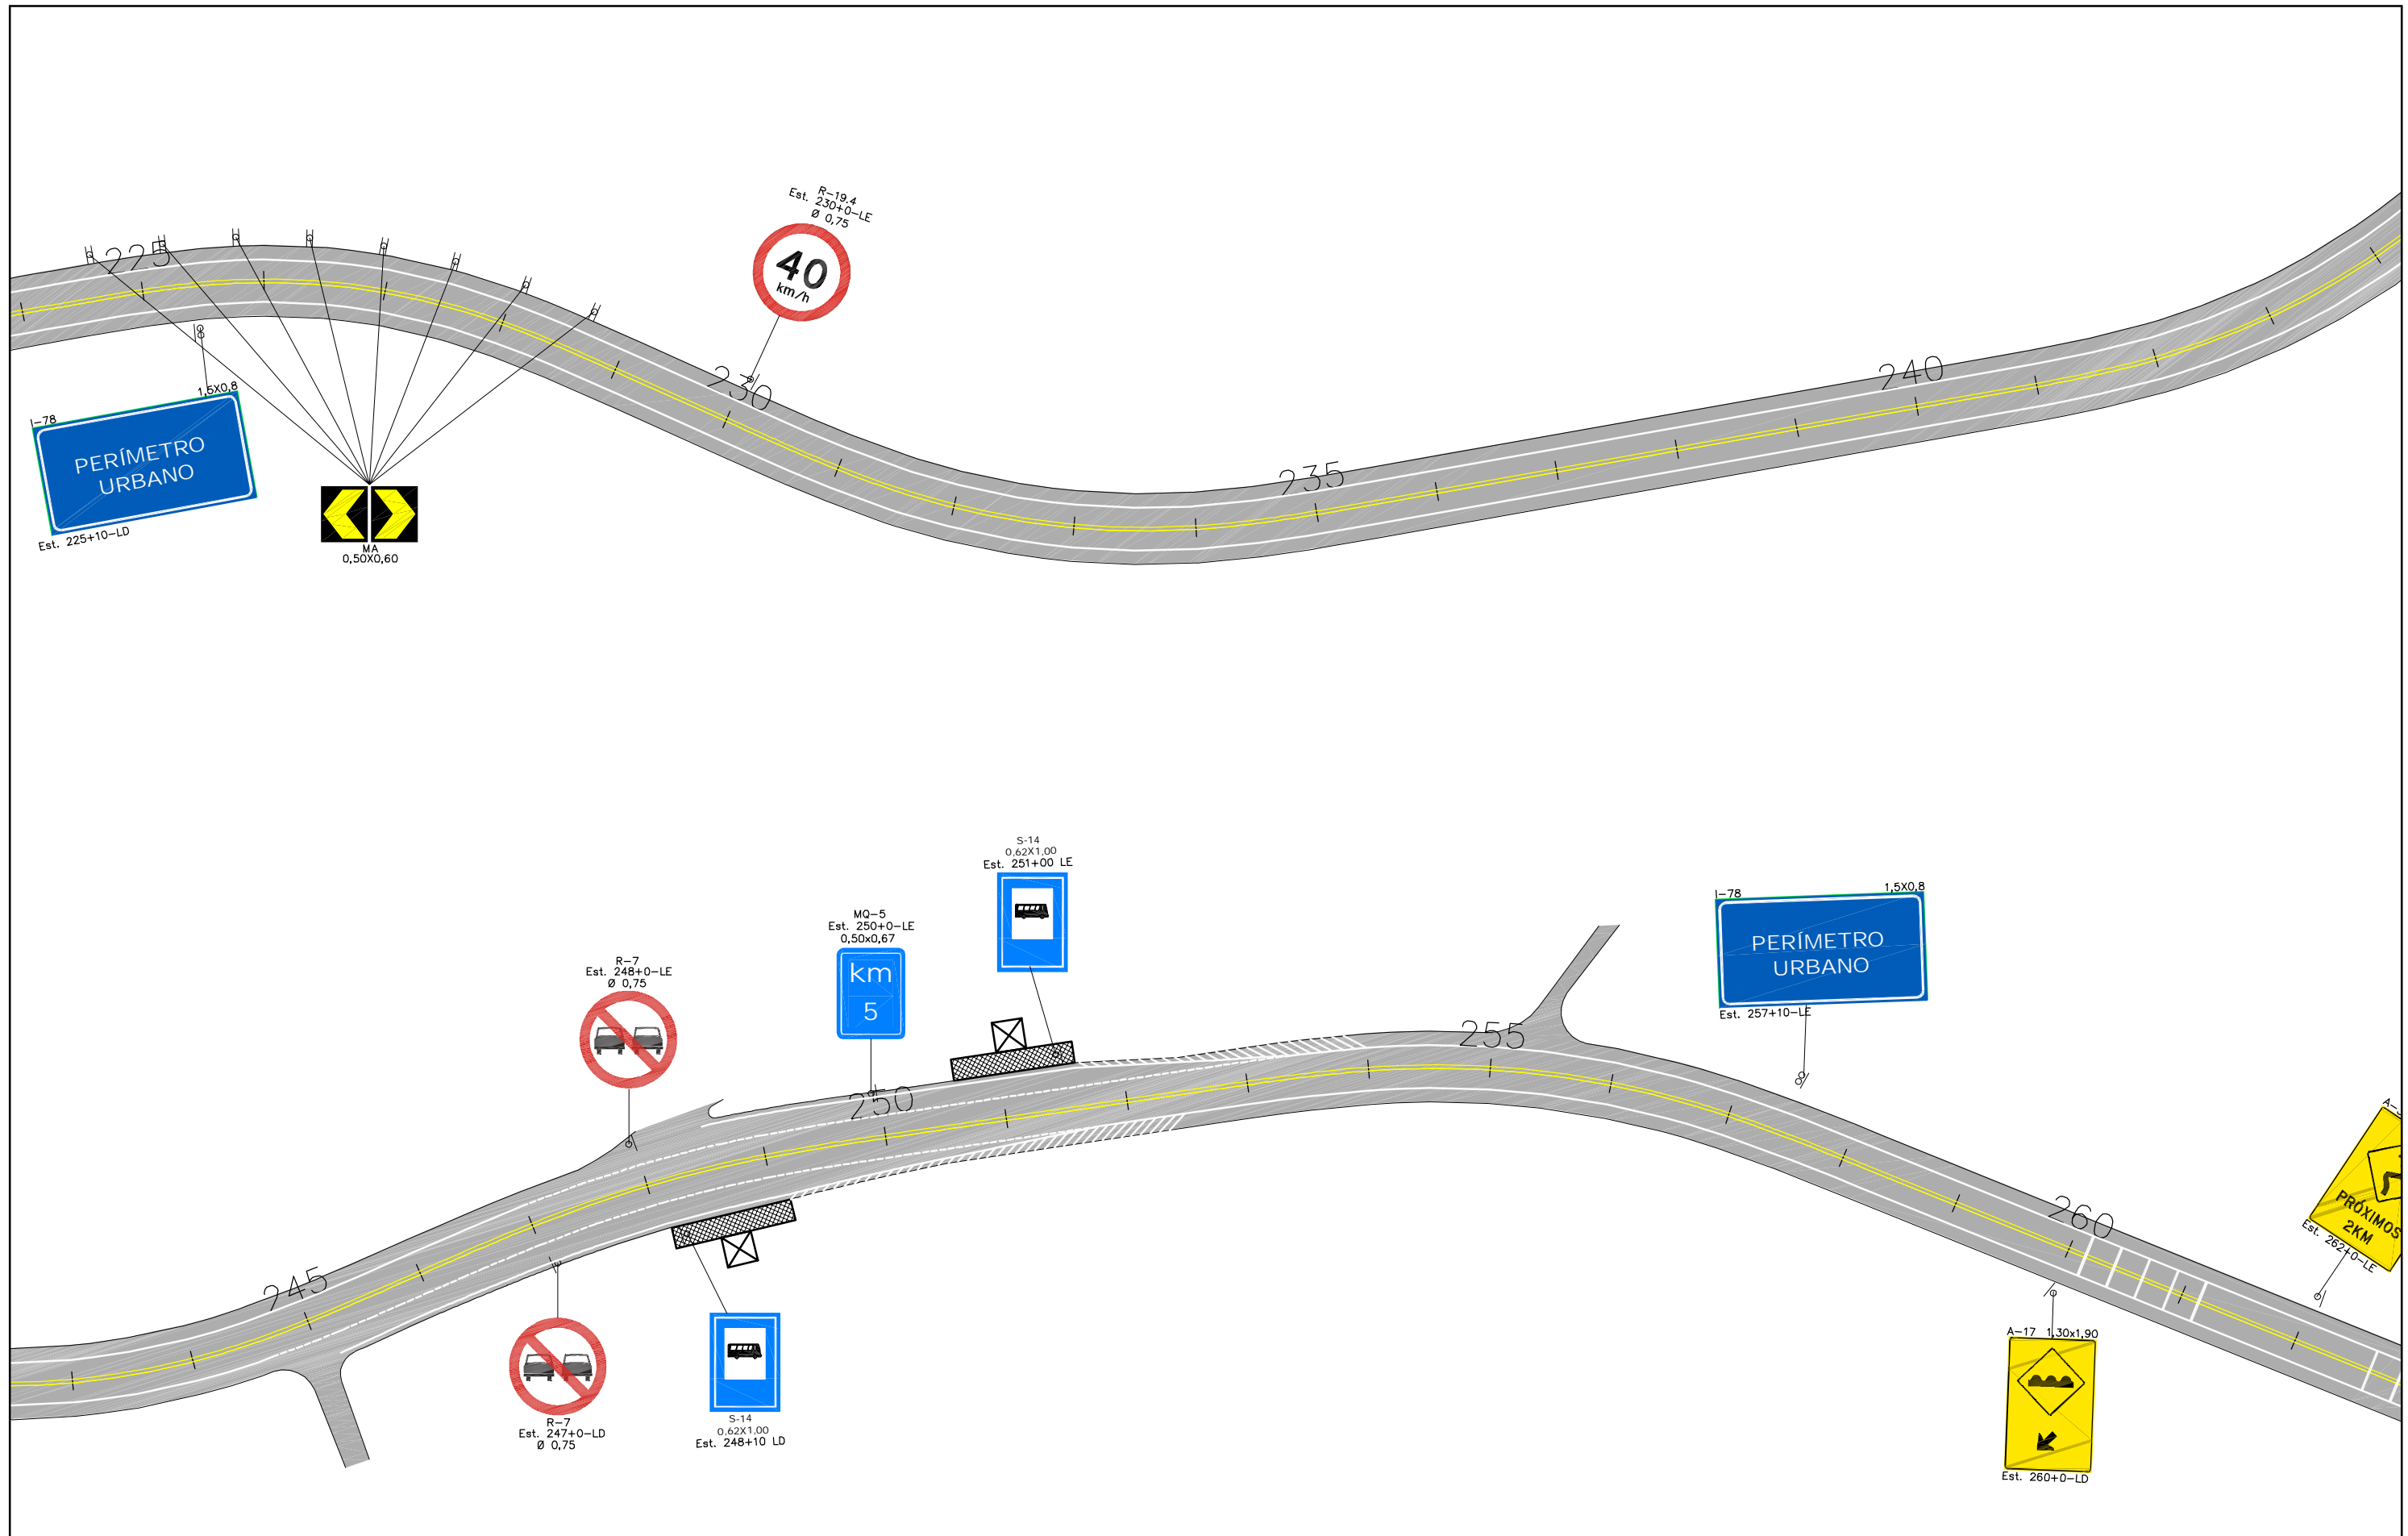 R-19.4
Est. 230+0-LE
Ø 0,75
40
km/h
225
230
235
240
1,5X0,8
I-78
PERÍMETRO
URBANO
Est. 225+10-LD
MA
0,50X0,60
S-14
0,62X1,00
Est. 251+00 LE
MQ-5
Est. 250+0-LE
0,50x0,67
km
5
R-7
Est. 248+0-LE
Ø 0,75
I-78
1,5X0,8
PERÍMETRO
URBANO
Est. 257+10-LE
245
250
255
260
PRÓXIMOS
2KM
Est. 262+0-LE
R-7
Est. 247+0-LD
Ø 0,75
S-14
0,62X1,00
Est. 248+10 LD
A-17 1,30x1,90
Est. 260+0-LD